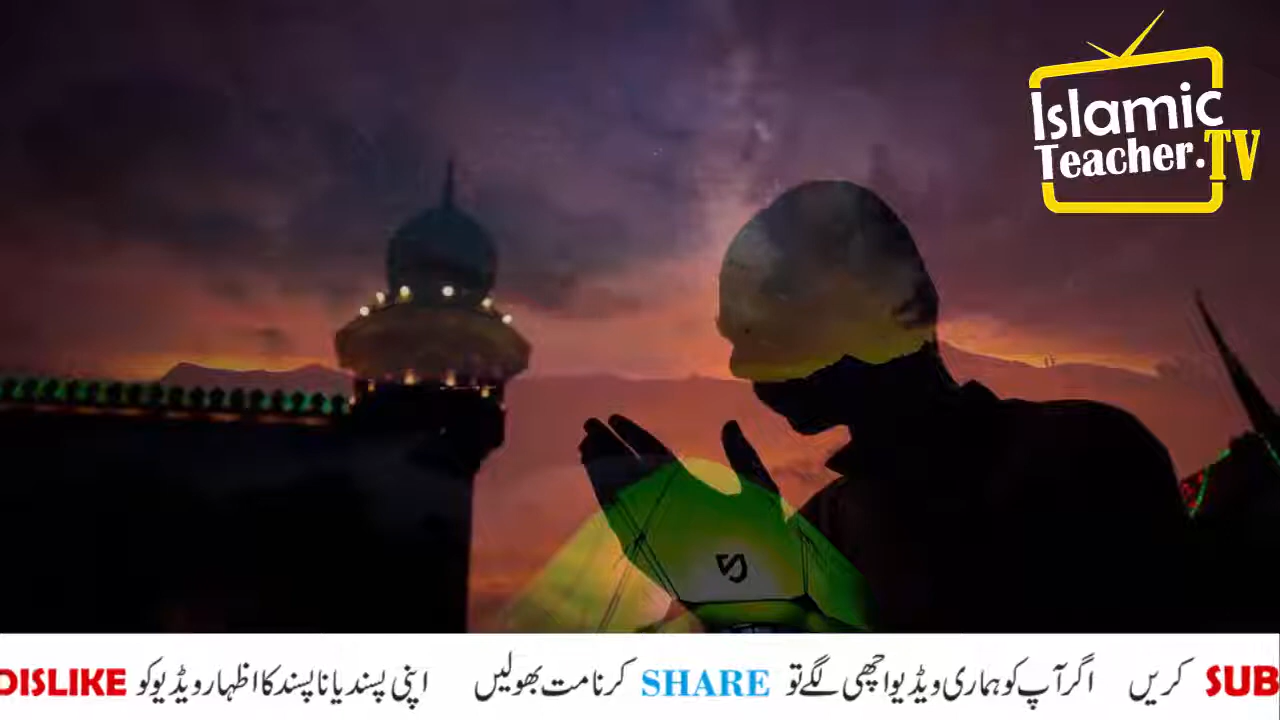 Islamic
Teacher.TV
SUB کریں اگر آپ کو ہماری ویڈیو اچھی لگے تو SHARE کرنا مت بھولیں اپنی پسند یا ناپسند کا اظہار ویڈیو کو DISLIKE